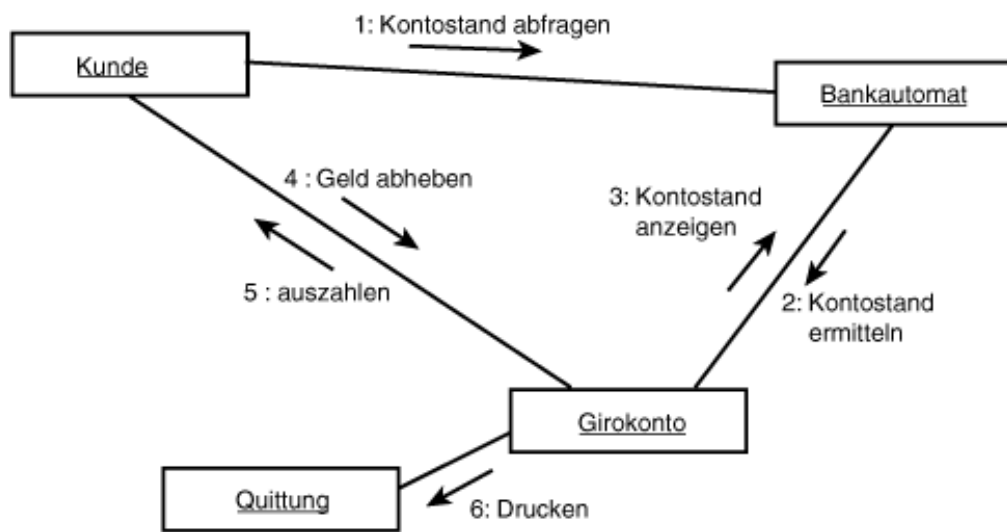 1: Kontostand abfragen
Kunde
Bankautomat
4 : Geld abheben
3: Kontostand
anzeigen
5 : auszahlen
2: Kontostand
ermitteln
Girokonto
Quittung
6: Drucken